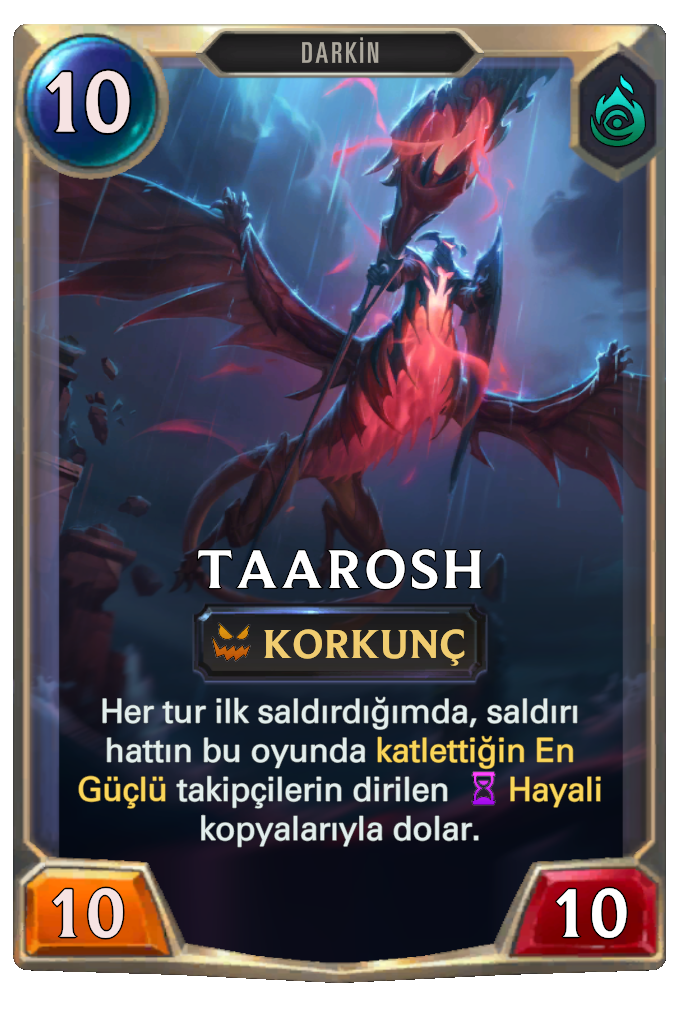 DARKİN
10
TAAROSH
KORKUNÇ
Her tur ilk saldırdığımda, saldırı
hattın bu oyunda katlettiğin En
Güçlü takipçilerin dirilen Hayali
kopyalarıyla dolar.
10
10